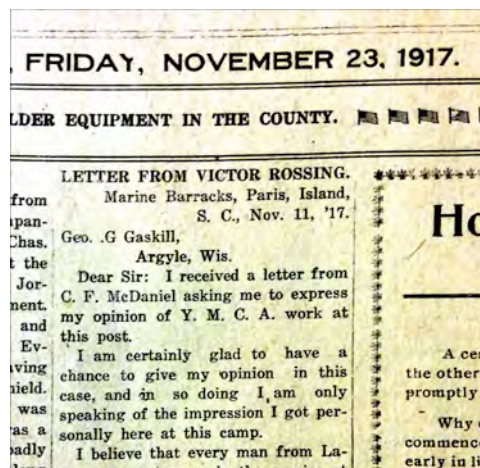 , FRIDAY, NOVEMBER 23, 1917.
LDER EQUIPMENT IN THE COUNTY.
from
pan-
Chas.
t the
Jor-
ment.
and
Ev-
ving
ield.
was
as a
adly
LETTER FROM VICTOR ROSSING.
Marine Barracks, Paris, Island,
S. C., Nov. 11, '17.
Geo. .G Gaskill,
Argyle, Wis.
Dear Sir: I received a letter from
C. F. McDaniel asking me to express
my opinion of Y. M. C. A. work at
this post.
I am certainly glad to have a
chance to give my opinion in this
case, and in so doing I am only
speaking of the impression I got per-
sonally here at this camp.
I believe that every man from La-
Ho
A ce
the other
promptly
Why
commence
early in li